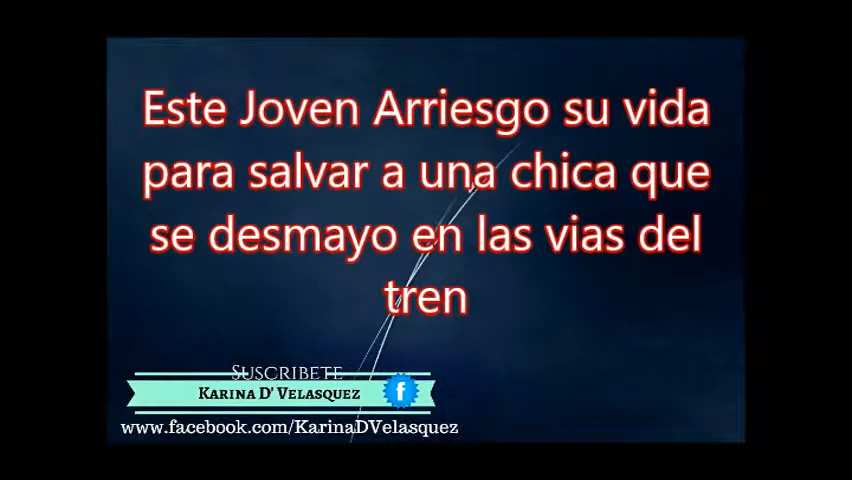 Este Joven Arriesgo su vida
para salvar a una chica que
se desmayo en las vias del
tren
SUSCRIBETE
KARINA D' VELASQUEZ
f
www.facebook.com/KarinaDVelasquez